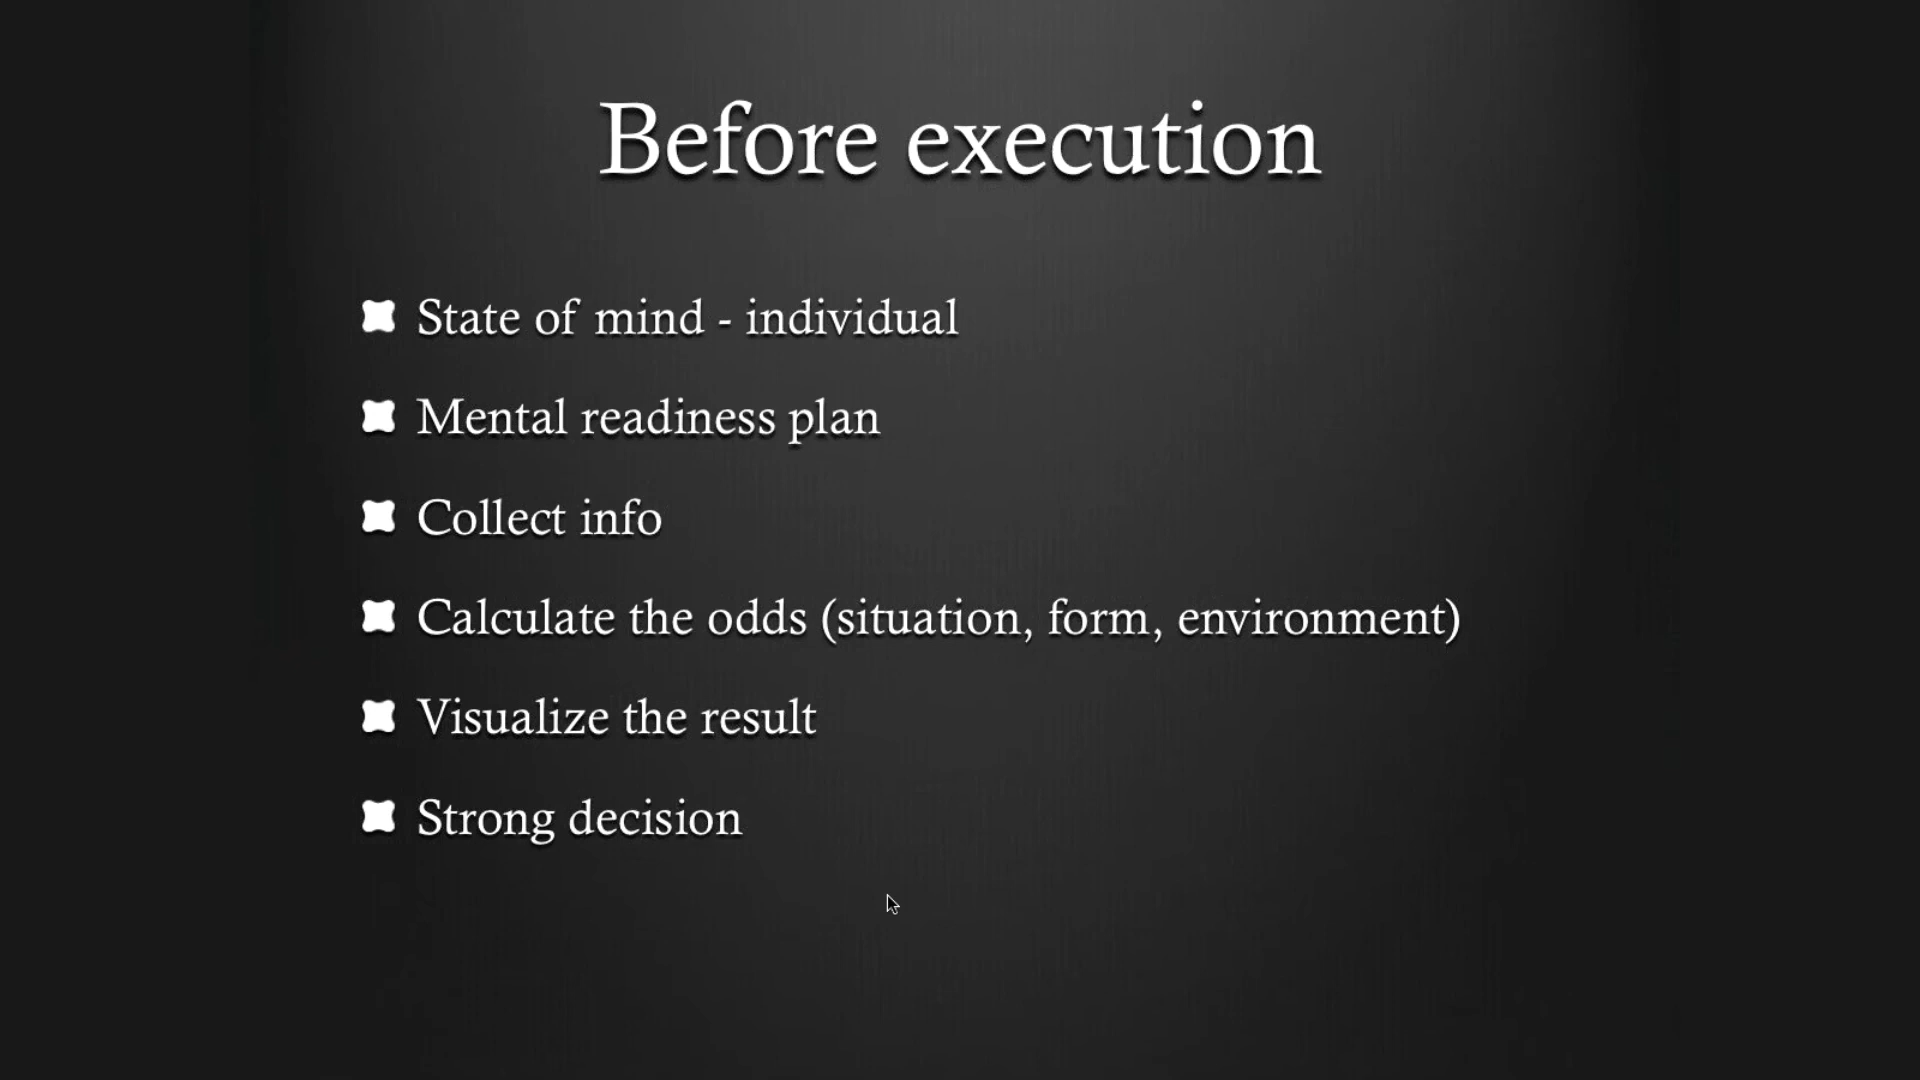 Before execution
State of mind - individual
Mental readiness plan
Collect info
Calculate the odds (situation, form, environment)
Visualize the result
Strong decision